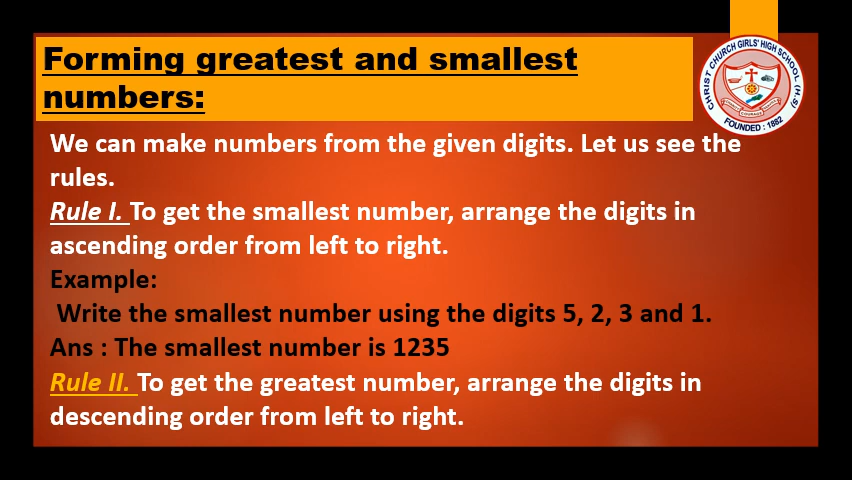 Forming greatest and smallest
numbers:
CHRIST CHURCH GIRLS' HIGH SCHOOL (H.S)
FOUNDED : 1882
We can make numbers from the given digits. Let us see the
rules.
Rule I. To get the smallest number, arrange the digits in
ascending order from left to right.
Example:
Write the smallest number using the digits 5, 2, 3 and 1.
Ans : The smallest number is 1235
Rule II. To get the greatest number, arrange the digits in
descending order from left to right.